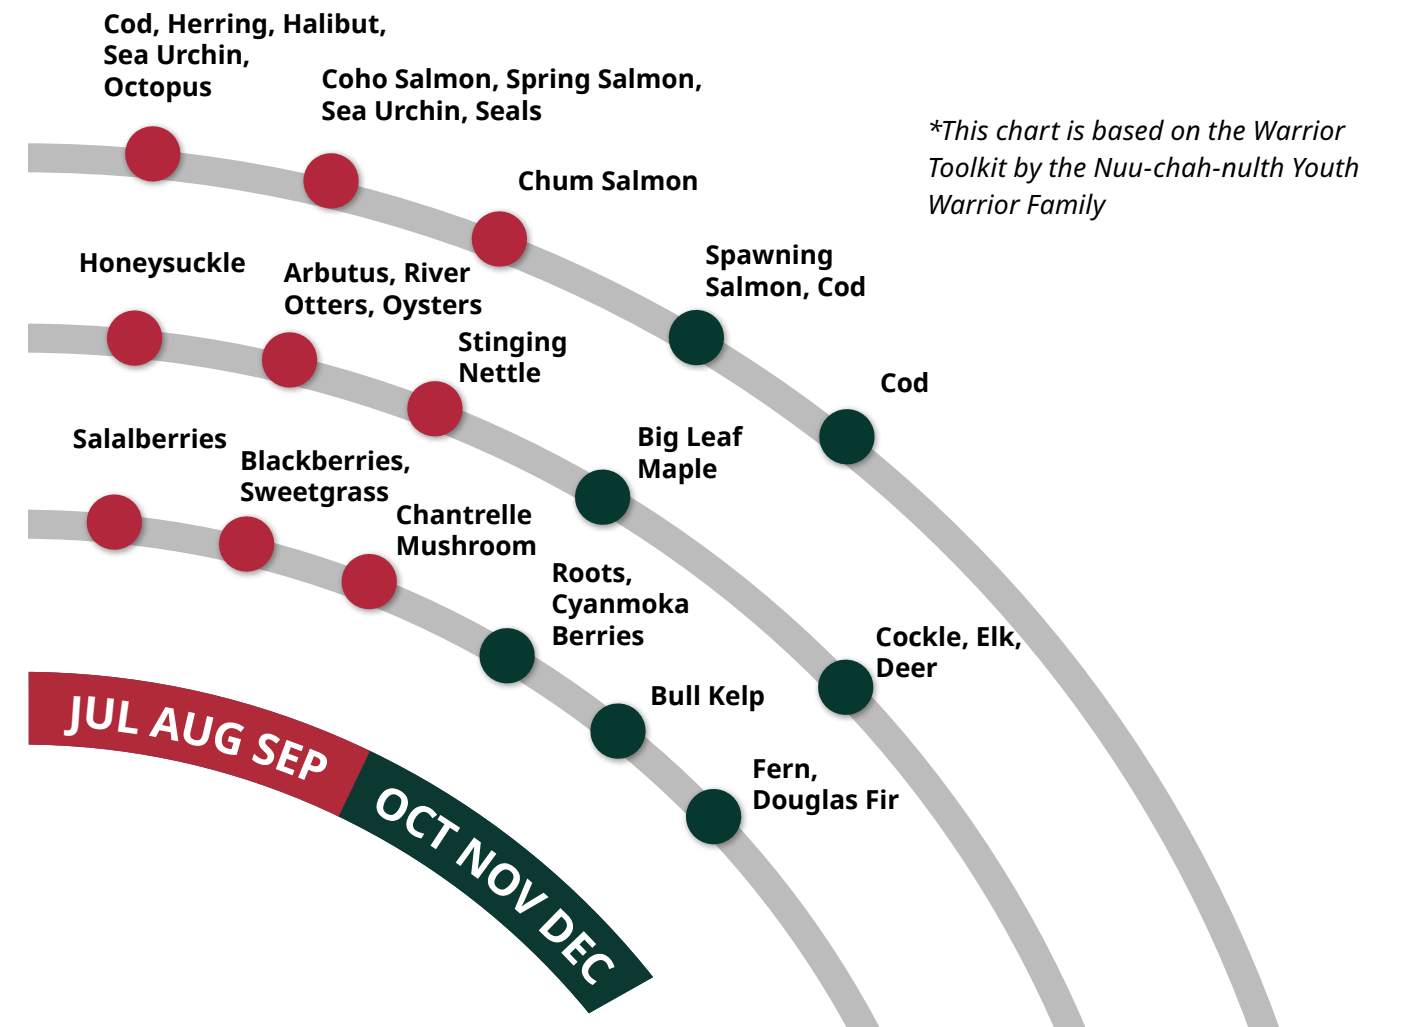 Cod, Herring, Halibut,
Sea Urchin,
Octopus
Coho Salmon, Spring Salmon,
Sea Urchin, Seals
*This chart is based on the Warrior
Toolkit by the Nuu-chah-nulth Youth
Warrior Family
Chum Salmon
Spawning
Salmon, Cod
Cod
Honeysuckle
Arbutus, River
Otters, Oysters
Stinging
Nettle
Big Leaf
Maple
Cockle, Elk,
Deer
Salalberries
Blackberries,
Sweetgrass
Chantrelle
Mushroom
Roots,
Cyanmoka
Berries
Bull Kelp
Fern,
Douglas Fir
JUL AUG SEP
OCT NOV DEC